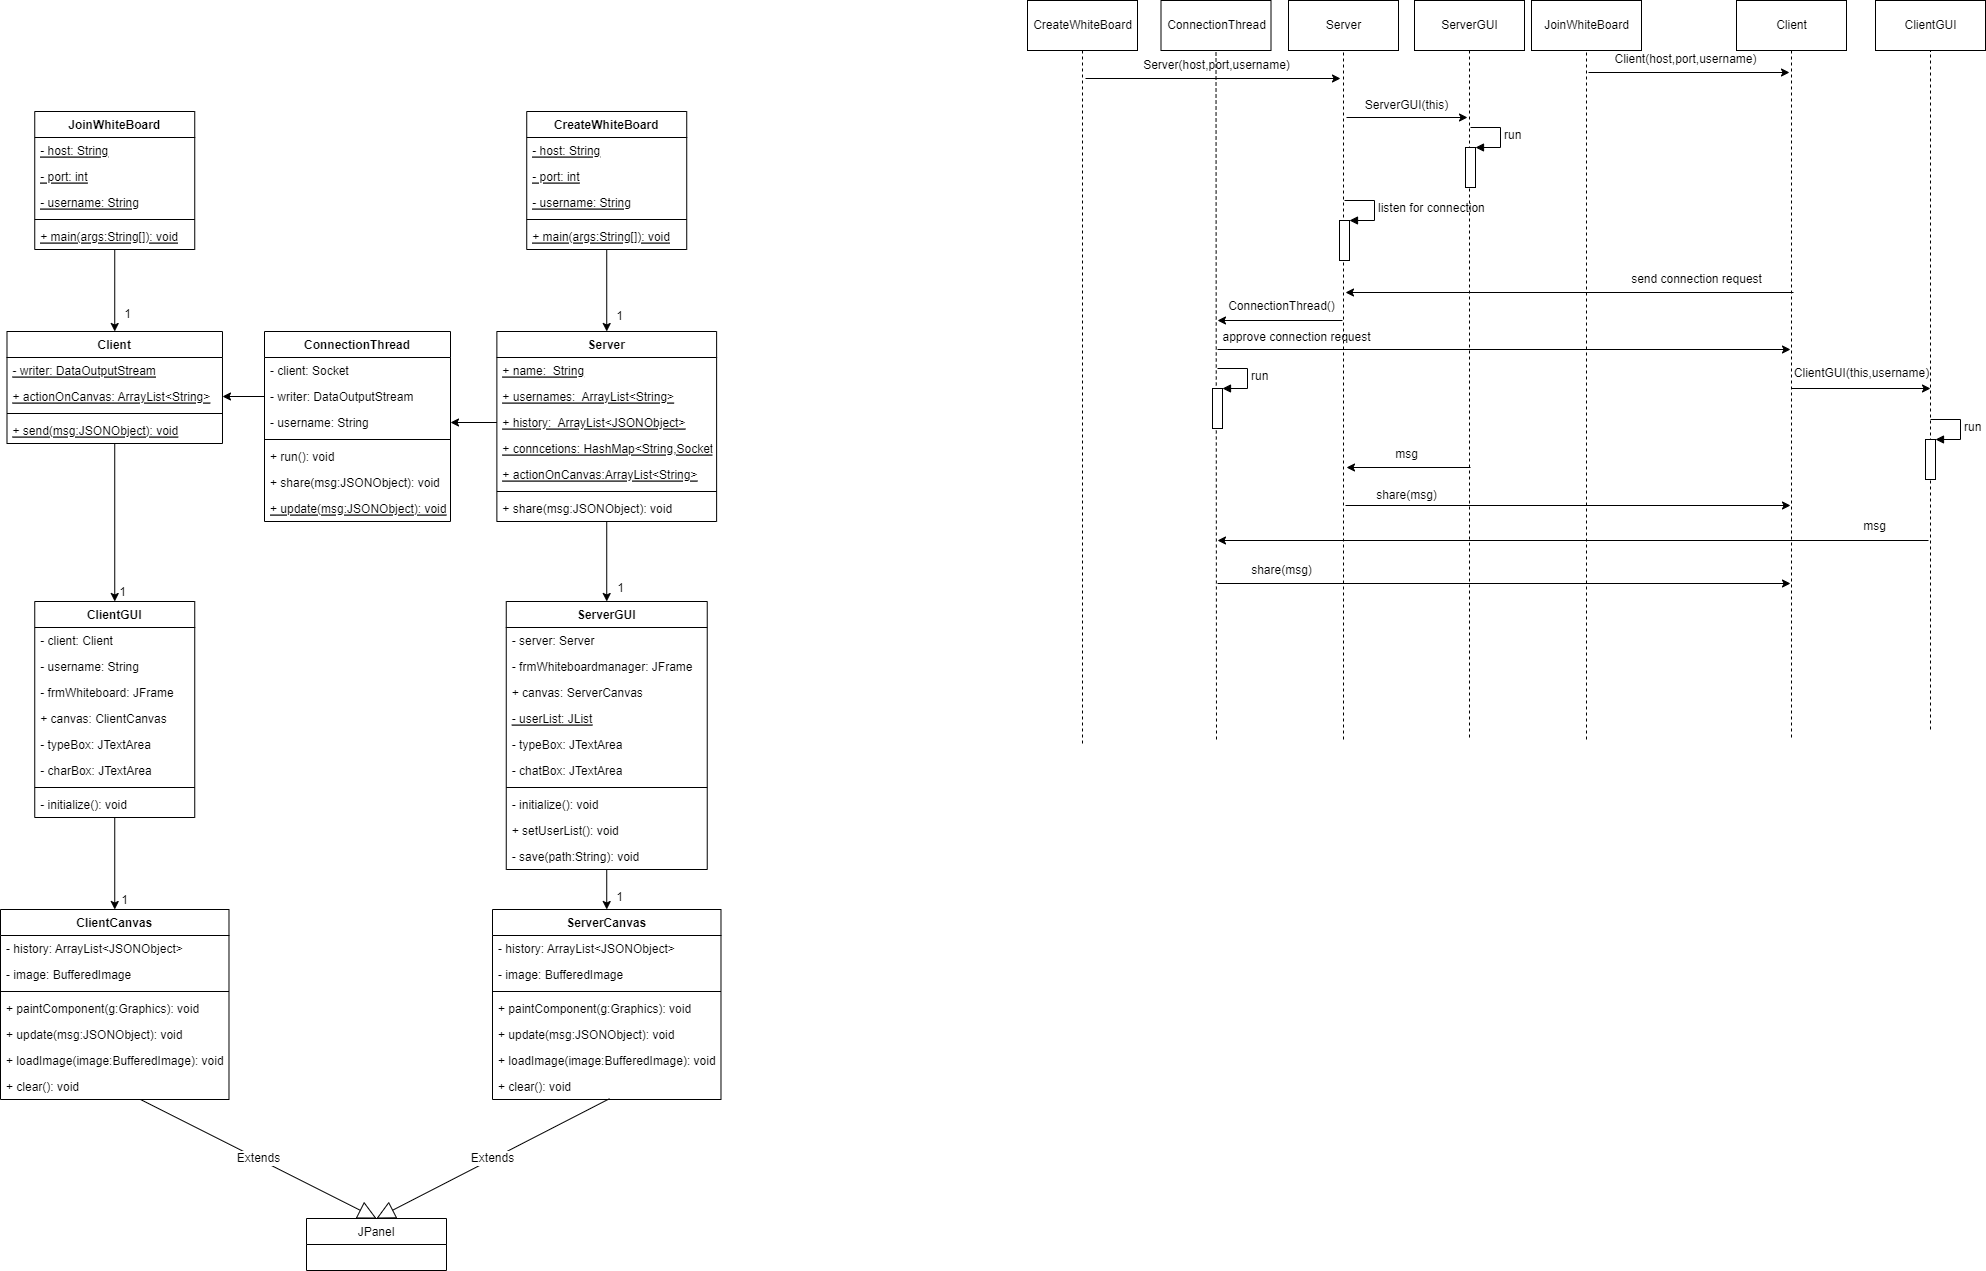 JoinWhiteBoard
- host: String
- port: int
- username: String
+ main(args:String[]): void
CreateWhiteBoard
- host: String
- port: int
- username: String
+ main(args:String[]): void
1
1
Client
- writer: DataOutputStream
+ actionOnCanvas: ArrayList<String>
+ send(msg:JSONObject): void
ConnectionThread
- client: Socket
- writer: DataOutputStream
- username: String
+ run(): void
+ share(msg:JSONObject): void
+ update(msg:JSONObject): void
Server
+ name: String
+ usernames: ArrayList<String>
+ history: ArrayList<JSONObject>
+ conncetions: HashMap<String,Socket
+ actionOnCanvas:ArrayList<String>
+ share(msg:JSONObject): void
1
1
ClientGUI
- client: Client
- username: String
- frmWhiteboard: JFrame
+ canvas: ClientCanvas
- typeBox: JTextArea
- charBox: JTextArea
- initialize(): void
ServerGUI
- server: Server
- frmWhiteboardmanager: JFrame
+ canvas: ServerCanvas
- userList: JList
- typeBox: JTextArea
- chatBox: JTextArea
- initialize(): void
+ setUserList(): void
- save(path:String): void
1
1
ClientCanvas
- history: ArrayList<JSONObject>
- image: BufferedImage
+ paintComponent(g:Graphics): void
+ update(msg:JSONObject): void
+ loadImage(image:BufferedImage): void
+ clear(): void
ServerCanvas
- history: ArrayList<JSONObject>
- image: BufferedImage
+ paintComponent(g:Graphics): void
+ update(msg:JSONObject): void
+ loadImage(image:BufferedImage): void
+ clear(): void
Extends
Extends
JPanel
CreateWhiteBoard
ConnectionThread
Server
ServerGUI
JoinWhiteBoard
Client
ClientGUI
Server(host,port,username)
Client(host,port,username)
ServerGUI(this)
run
listen for connection
send connection request
ConnectionThread()
approve connection request
run
ClientGUI(this,username)
run
msg
share(msg)
msg
share(msg)